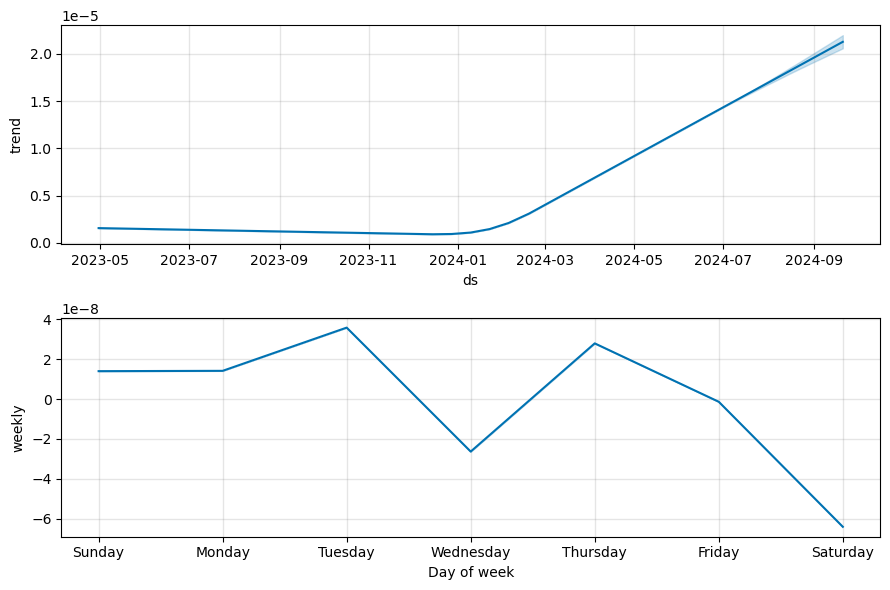 1e−5
2.0
1.5
1.0
0.5
0.0
trend
2023-05 2023-07 2023-09 2023-11 2024-01 2024-03 2024-05 2024-07 2024-09
ds
1e−8
4
2
0
−2
−4
−6
weekly
Sunday Monday Tuesday Wednesday Thursday Friday Saturday
Day of week